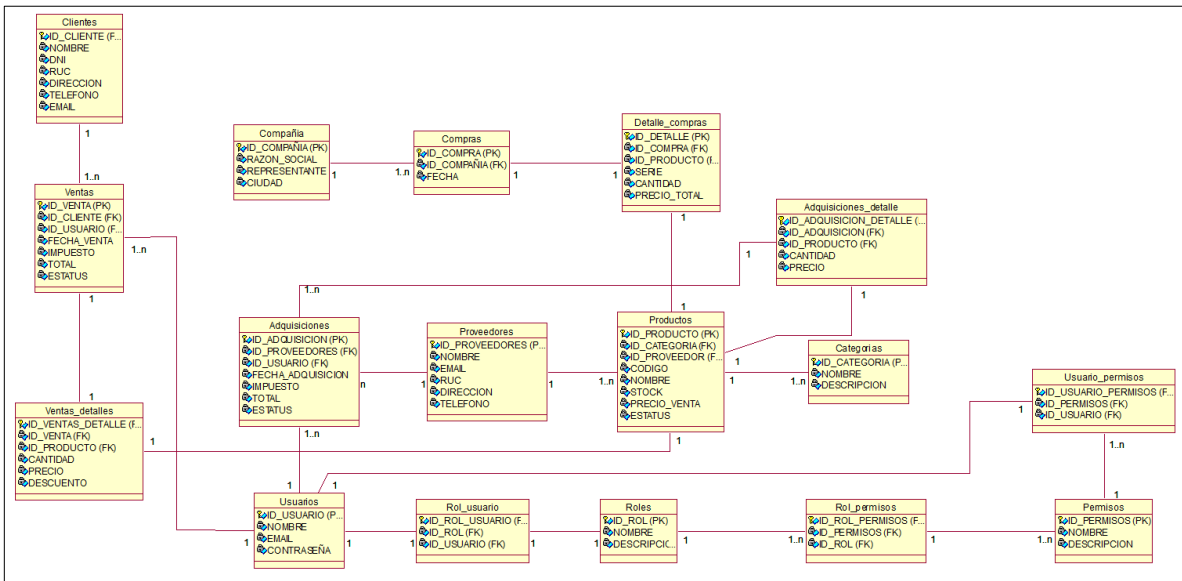 Clientes
ID_CLIENTE (F...
NOMBRE
DNI
RUC
DIRECCION
TELEFONO
EMAIL
1
1..n
Ventas
ID_VENTA (PK)
ID_CLIENTE (FK)
ID_USUARIO (F...
FECHA_VENTA
IMPUESTO
TOTAL
ESTATUS
1..n
1
1
Ventas_detalles
ID_VENTAS_DETALLE (F...
ID_VENTA (FK)
ID_PRODUCTO (FK)
CANTIDAD
PRECIO
DESCUENTO
1
Compañia
ID_COMPAÑIA (PK)
RAZON_SOCIAL
REPRESENTANTE
CIUDAD
1
1..n
Compras
ID_COMPRA (PK)
ID_COMPAÑIA (FK)
FECHA
1
1
Detalle_compras
ID_DETALLE (PK)
ID_COMPRA (FK)
ID_PRODUCTO (F...
SERIE
CANTIDAD
PRECIO_TOTAL
1
1
Adquisiciones_detalle
ID_ADQUISICION_DETALLE (...
ID_ADQUISICION (FK)
ID_PRODUCTO (FK)
CANTIDAD
PRECIO
1
1
1..n
Adquisiciones
ID_ADQUISICION (PK)
ID_PROVEEDORES (FK)
ID_USUARIO (FK)
FECHA_ADQUISICION
IMPUESTO
TOTAL
ESTATUS
n
1
1..n
Proveedores
ID_PROVEEDORES (P...
NOMBRE
EMAIL
RUC
DIRECCION
TELEFONO
1
1..n
Productos
ID_PRODUCTO (PK)
ID_CATEGORIA (FK)
ID_PROVEEDOR (F...
CODIGO
NOMBRE
STOCK
PRECIO_VENTA
ESTATUS
1
1
1
1..n
Categorias
ID_CATEGORIA (P...
NOMBRE
DESCRIPCION
Usuario_permisos
ID_USUARIO_PERMISOS (F...
ID_PERMISOS (FK)
ID_USUARIO (FK)
1
1..n
1
1
1
Usuarios
ID_USUARIO (P...
NOMBRE
EMAIL
CONTRASEÑA
1
1
1
Rol_usuario
ID_ROL_USUARIO (F...
ID_ROL (FK)
ID_USUARIO (FK)
1
1
Roles
ID_ROL (PK)
NOMBRE
DESCRIPCIO...
1
1..n
Rol_permisos
ID_ROL_PERMISOS (F...
ID_PERMISOS (FK)
ID_ROL (FK)
1
1..n
Permisos
ID_PERMISOS (PK)
NOMBRE
DESCRIPCION